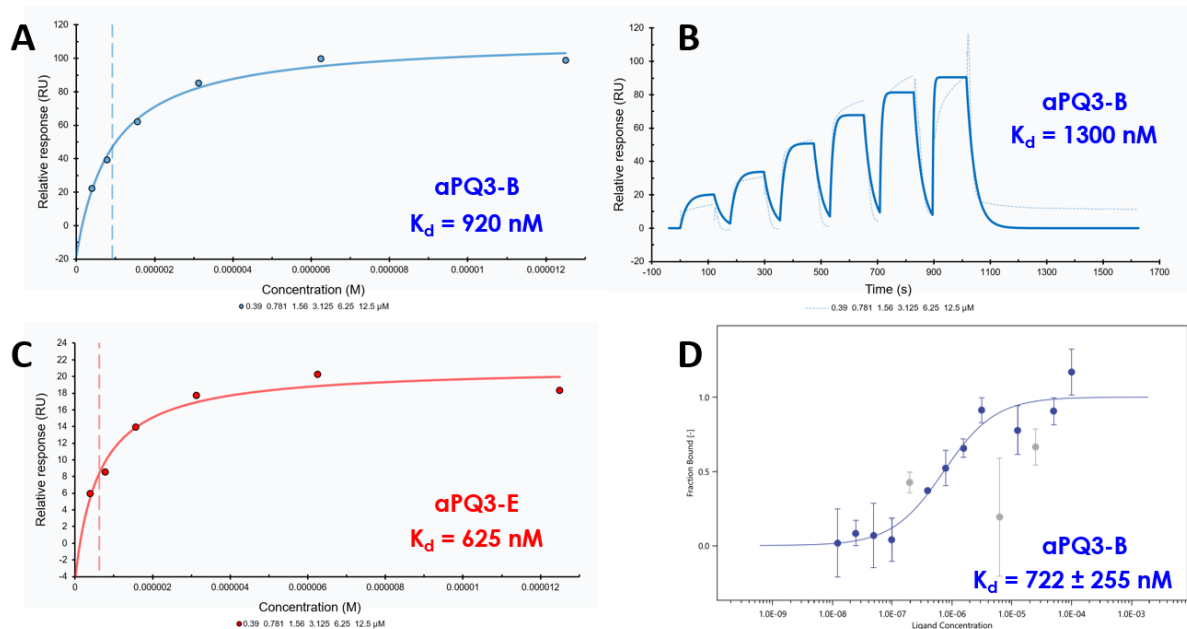 A
120
100
80
60
40
20
0
-20
Relative response (RU)
aPQ3-B
Kd = 920 nM
0 0.000002 0.000004 0.000006 0.000008 0.00001 0.000012
Concentration (M)
0.39 0.781 1.56 3.125 6.25 12.5 µM
B
120
100
80
60
40
20
0
-20
Relative response (RU)
aPQ3-B
Kd = 1300 nM
-100 100 300 500 700 900 1100 1300 1500 1700
Time (s)
0.39 0.781 1.56 3.125 6.25 12.5 µM
C
24
22
20
18
16
14
12
10
8
6
4
2
0
-2
-4
Relative response (RU)
aPQ3-E
Kd = 625 nM
0 0.000002 0.000004 0.000006 0.000008 0.00001 0.000012
Concentration (M)
0.39 0.781 1.56 3.125 6.25 12.5 µM
D
1.0
0.5
0.0
Fraction Bound [-]
aPQ3-B
Kd = 722 ± 255 nM
1.0E-09 1.0E-08 1.0E-07 1.0E-06 1.0E-05 1.0E-04 1.0E-03
Ligand Concentration